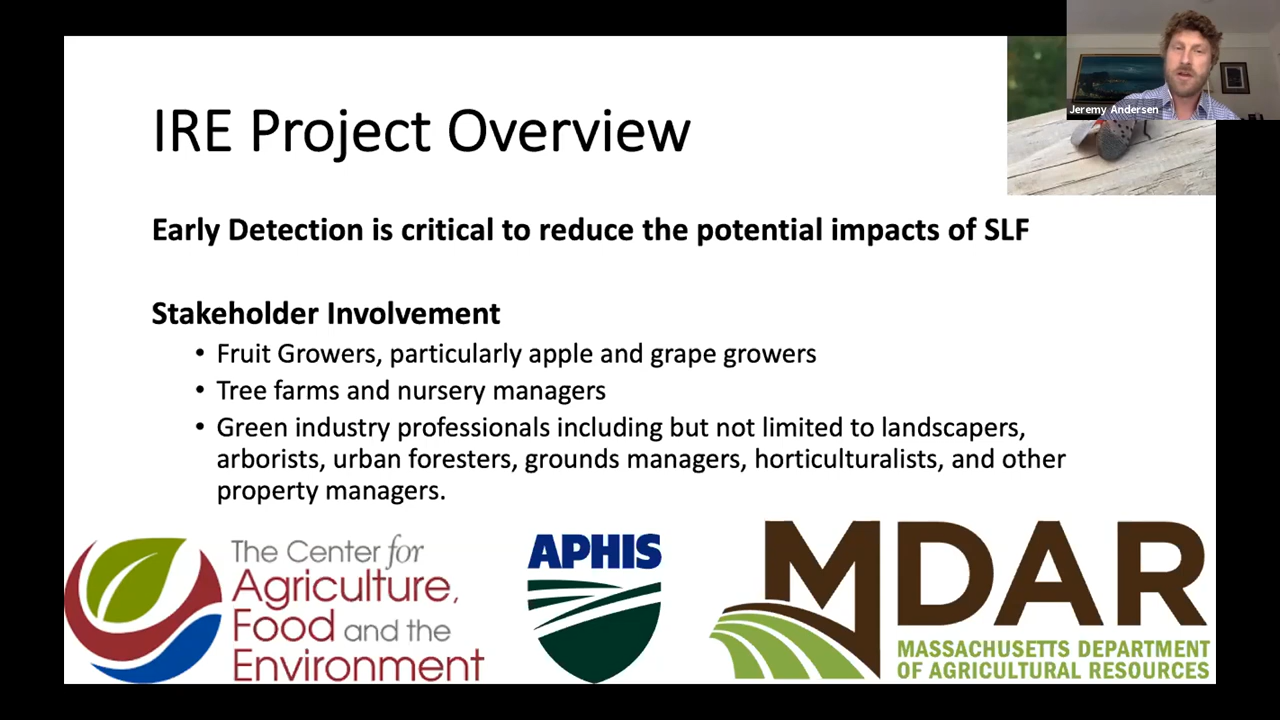 Jeremy Andersen
IRE Project Overview
Early Detection is critical to reduce the potential impacts of SLF
Stakeholder Involvement
• Fruit Growers, particularly apple and grape growers
• Tree farms and nursery managers
• Green industry professionals including but not limited to landscapers,
arborists, urban foresters, grounds managers, horticulturalists, and other
property managers.
The Center for
Agriculture,
Food and the
Environment
APHIS
MDAR
MASSACHUSETTS DEPARTMENT
OF AGRICULTURAL RESOURCES